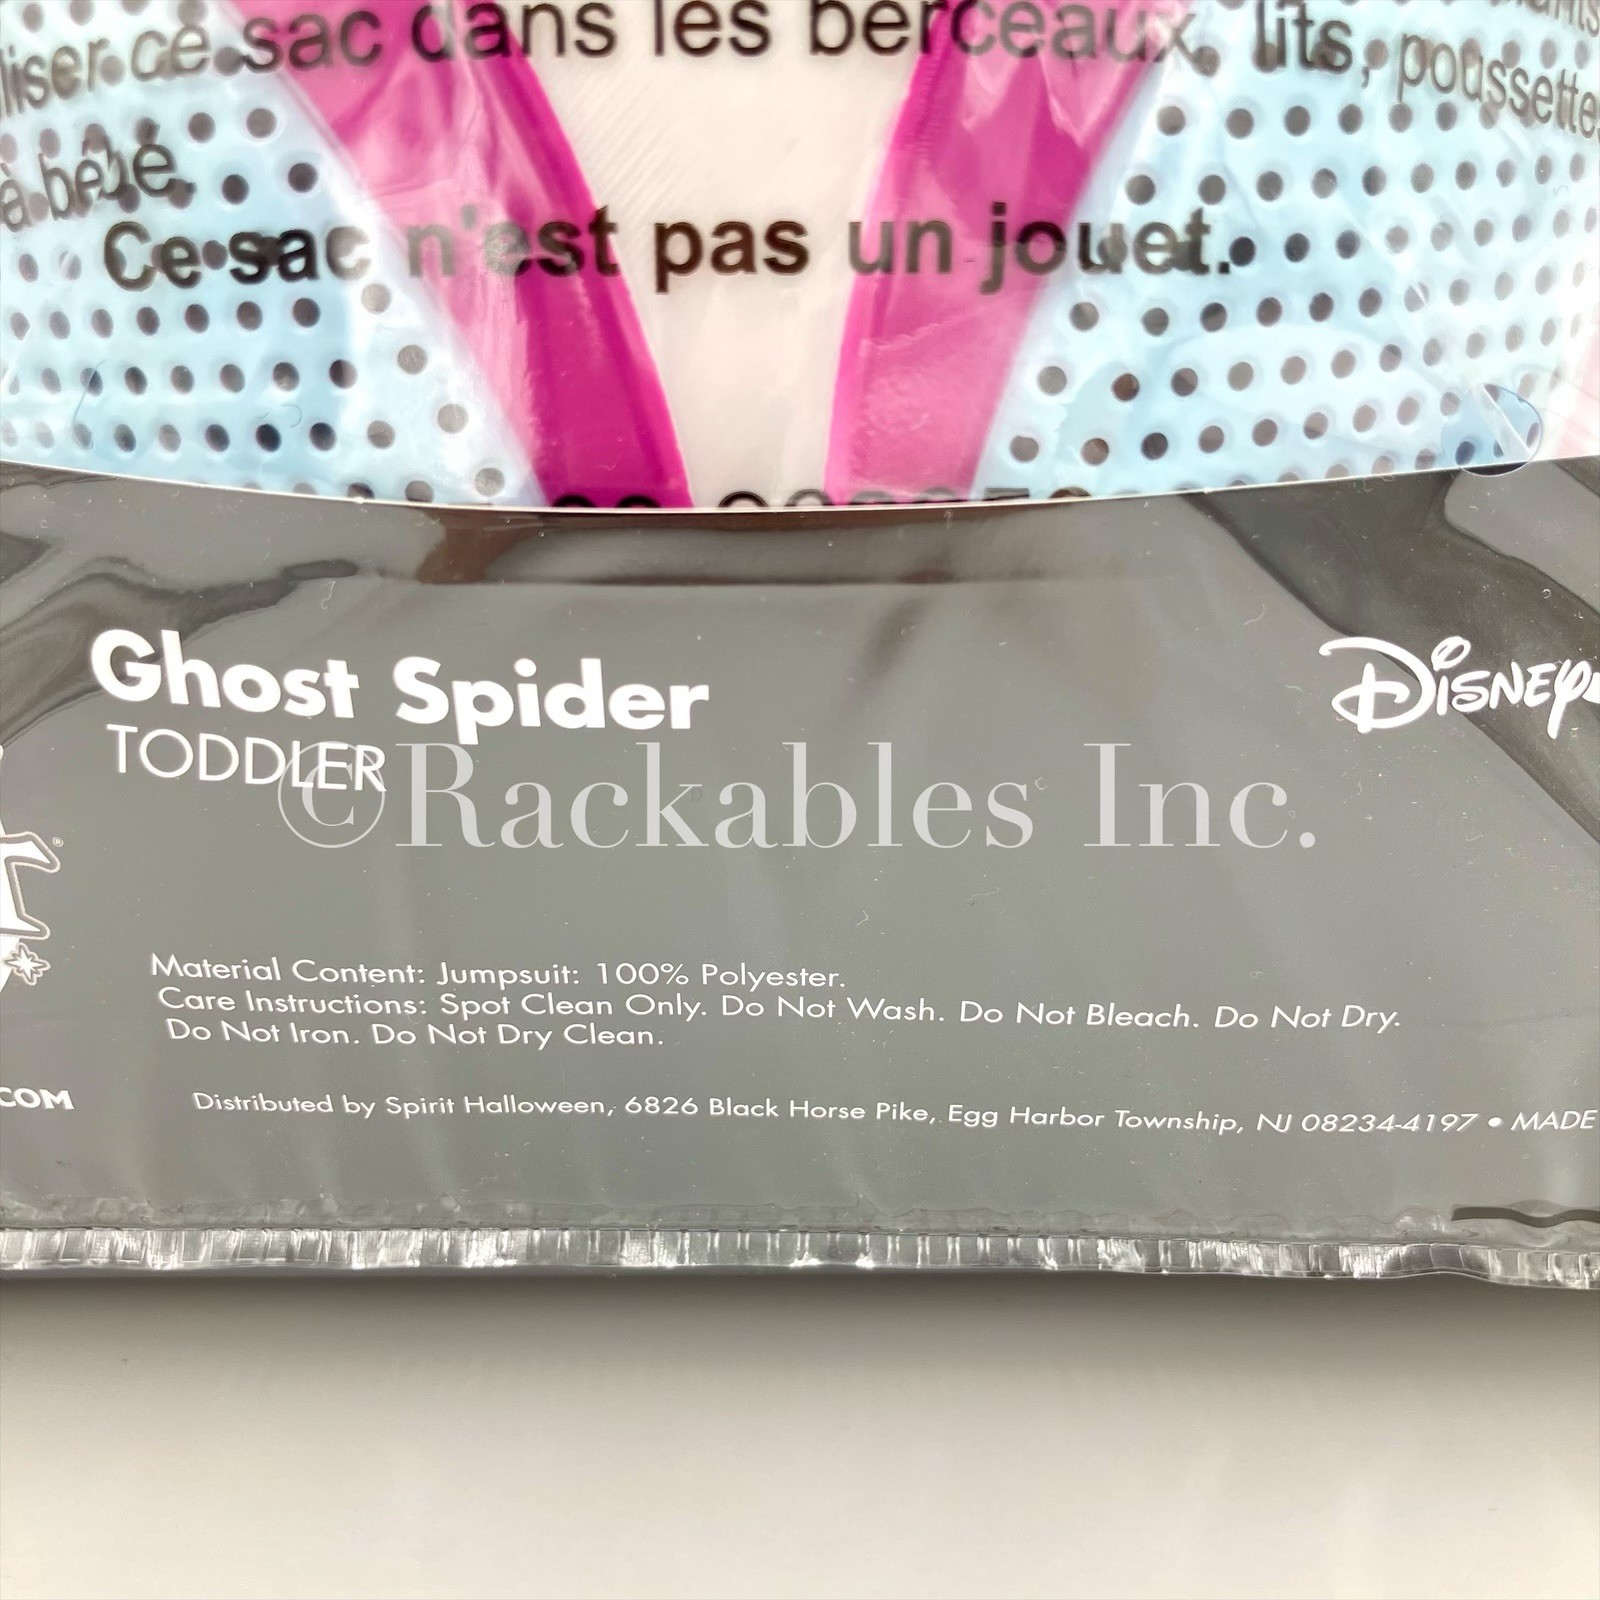 ce sac dans les berceaux, lits, poussettes
à bébé.
Ce sac n'est pas un jouet.
Ghost Spider
TODDLER
DISNEY
©Rackables Inc.
Material Content: Jumpsuit: 100% Polyester.
Care Instructions: Spot Clean Only. Do Not Wash. Do Not Bleach. Do Not Dry.
Do Not Iron. Do Not Dry Clean.
.COM
Distributed by Spirit Halloween, 6826 Black Horse Pike, Egg Harbor Township, NJ 08234-4197 • MADE